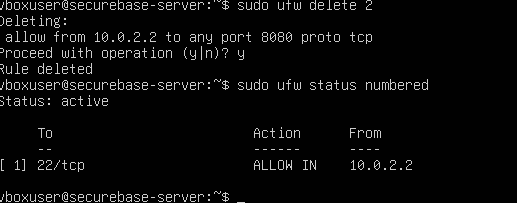 vboxuser@securebase-server:~$ sudo ufw delete 2
Deleting:
 allow from 10.0.2.2 to any port 8080 proto tcp
Proceed with operation (y|n)? y
Rule deleted
vboxuser@securebase-server:~$ sudo ufw status numbered
Status: active

     To                         Action      From
     --                         ------      ----
[ 1] 22/tcp                     ALLOW IN    10.0.2.2

vboxuser@securebase-server:~$ _